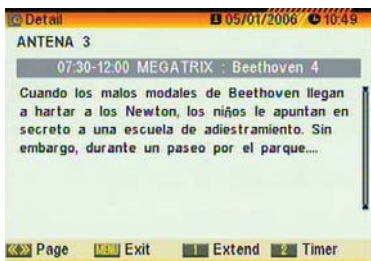 Detail 05/01/2006 10:49
ANTENA 3
07:30-12:00 MEGATRIX : Beethoven 4
Cuando los malos modales de Beethoven llegan
a hartar a los Newton, los niños le apuntan en
secreto a una escuela de adiestramiento. Sin
embargo, durante un paseo por el parque....
Page MENU Exit 1 Extend 2 Timer